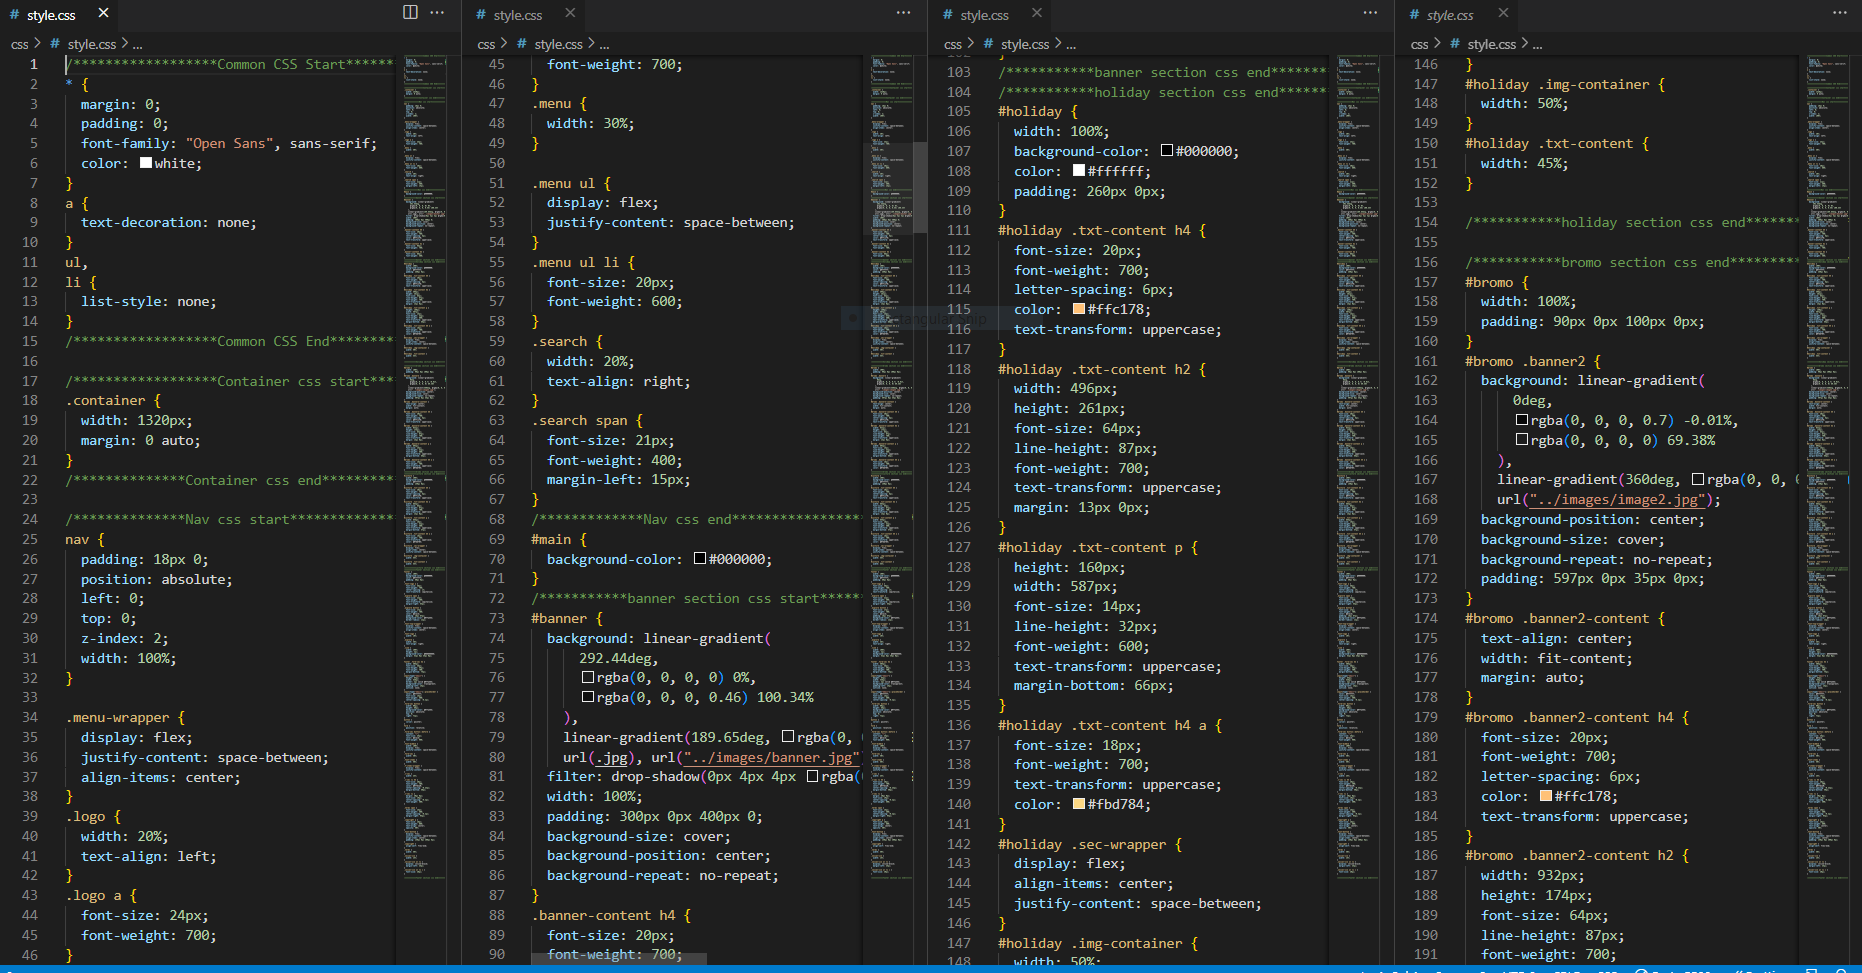 style.css
css > # style.css > ...
1 /******************Common CSS Start******
2 * {
3 margin: 0;
4 padding: 0;
5 font-family: "Open Sans", sans-serif;
6 color: white;
7 }
8 a {
9 text-decoration: none;
10 }
11 ul,
12 li {
13 list-style: none;
14 }
15 /******************Common CSS End********
16
17 /******************Container css start***
18 .container {
19 width: 1320px;
20 margin: 0 auto;
21 }
22 /**************Container css end*********
23
24 /**************Nav css start*************
25 nav {
26 padding: 18px 0;
27 position: absolute;
28 left: 0;
29 top: 0;
30 z-index: 2;
31 width: 100%;
32 }
33
34 .menu-wrapper {
35 display: flex;
36 justify-content: space-between;
37 align-items: center;
38 }
39 .logo {
40 width: 20%;
41 text-align: left;
42 }
43 .logo a {
44 font-size: 24px;
45 font-weight: 700;
46 }
style.css
css > # style.css > ...
45 font-weight: 700;
46 }
47 .menu {
48 width: 30%;
49 }
50
51 .menu ul {
52 display: flex;
53 justify-content: space-between;
54 }
55 .menu ul li {
56 font-size: 20px;
57 font-weight: 600;
58 }
59 .search {
60 width: 20%;
61 text-align: right;
62 }
63 .search span {
64 font-size: 21px;
65 font-weight: 400;
66 margin-left: 15px;
67 }
68 /*************Nav css end****************
69 #main {
70 background-color: #000000;
71 }
72 /***********banner section css start*****
73 #banner {
74 background: linear-gradient(
75 292.44deg,
76 rgba(0, 0, 0, 0) 0%,
77 rgba(0, 0, 0, 0.46) 100.34%
78 ),
79 linear-gradient(189.65deg, rgba(0, 
80 url(.jpg), url("../images/banner.jpg"
81 filter: drop-shadow(0px 4px 4px rgba(
82 width: 100%;
83 padding: 300px 0px 400px 0;
84 background-size: cover;
85 background-position: center;
86 background-repeat: no-repeat;
87 }
88 .banner-content h4 {
89 font-size: 20px;
90 font-weight: 700;
style.css
css > # style.css > ...
103 /***********banner section css end*******
104 /***********holiday section css end******
105 #holiday {
106 width: 100%;
107 background-color: #000000;
108 color: #ffffff;
109 padding: 260px 0px;
110 }
111 #holiday .txt-content h4 {
112 font-size: 20px;
113 font-weight: 700;
114 letter-spacing: 6px;
115 color: #ffc178;
116 text-transform: uppercase;
117 }
118 #holiday .txt-content h2 {
119 width: 496px;
120 height: 261px;
121 font-size: 64px;
122 line-height: 87px;
123 font-weight: 700;
124 text-transform: uppercase;
125 margin: 13px 0px;
126 }
127 #holiday .txt-content p {
128 height: 160px;
129 width: 587px;
130 font-size: 14px;
131 line-height: 32px;
132 font-weight: 600;
133 text-transform: uppercase;
134 margin-bottom: 66px;
135 }
136 #holiday .txt-content h4 a {
137 font-size: 18px;
138 font-weight: 700;
139 text-transform: uppercase;
140 color: #fbd784;
141 }
142 #holiday .sec-wrapper {
143 display: flex;
144 align-items: center;
145 justify-content: space-between;
146 }
147 #holiday .img-container {
148 width: 50%;
style.css
css > # style.css > ...
146 }
147 #holiday .img-container {
148 width: 50%;
149 }
150 #holiday .txt-content {
151 width: 45%;
152 }
153
154 /***********holiday section css end******
155
156 /***********bromo section css end********
157 #bromo {
158 width: 100%;
159 padding: 90px 0px 100px 0px;
160 }
161 #bromo .banner2 {
162 background: linear-gradient(
163 0deg,
164 rgba(0, 0, 0, 0.7) -0.01%,
165 rgba(0, 0, 0, 0) 69.38%
166 ),
167 linear-gradient(360deg, rgba(0, 0, 
168 url("../images/image2.jpg");
169 background-position: center;
170 background-size: cover;
171 background-repeat: no-repeat;
172 padding: 597px 0px 35px 0px;
173 }
174 #bromo .banner2-content {
175 text-align: center;
176 width: fit-content;
177 margin: auto;
178 }
179 #bromo .banner2-content h4 {
180 font-size: 20px;
181 font-weight: 700;
182 letter-spacing: 6px;
183 color: #ffc178;
184 text-transform: uppercase;
185 }
186 #bromo .banner2-content h2 {
187 width: 932px;
188 height: 174px;
189 font-size: 64px;
190 line-height: 87px;
191 font-weight: 700;